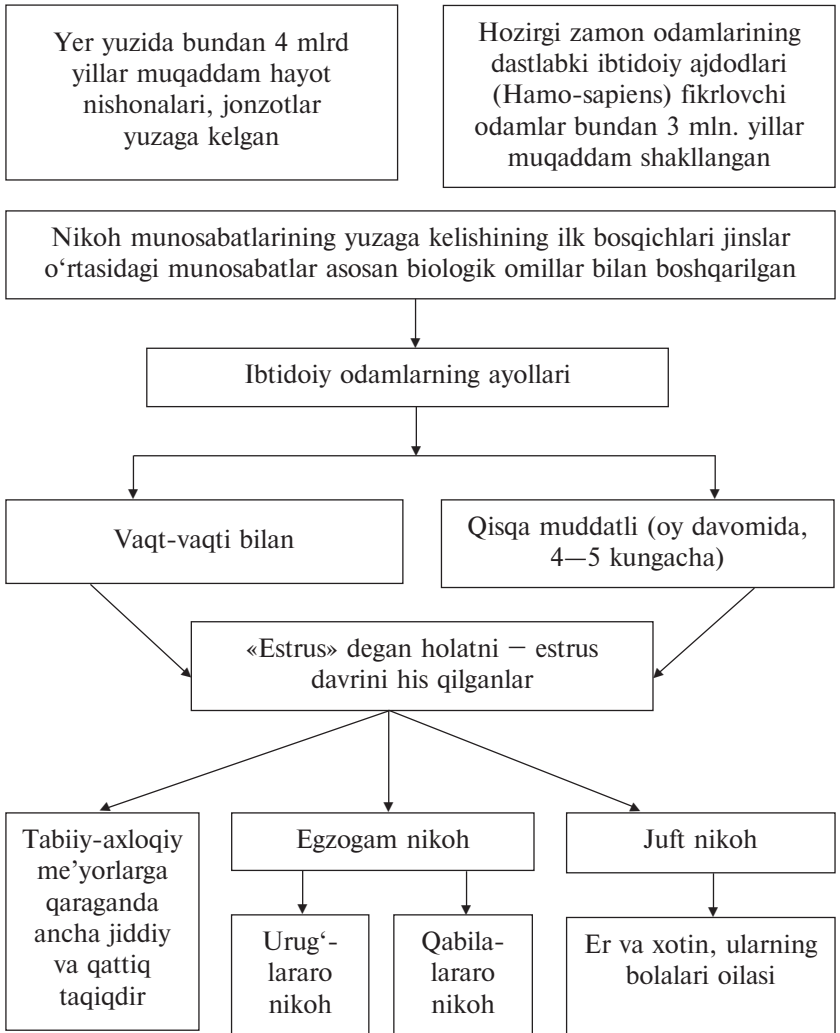 Yer yuzida bundan 4 mlrd
yillar muqaddam hayot
nishonalari, jonzotlar
yuzaga kelgan
Hozirgi zamon odamlarining
dastlabki ibtidoiy ajdodlari
(Hamo-sapiens) fikrlovchi
odamlar bundan 3 mln. yillar
muqaddam shakllangan
Nikoh munosabatlarining yuzaga kelishining ilk bosqichlari jinslar
o‘rtasidagi munosabatlar asosan biologik omillar bilan boshqarilgan
Ibtidoiy odamlarning ayollari
Vaqt-vaqti bilan
Qisqa muddatli (oy davomida,
4—5 kungacha)
«Estrus» degan holatni — estrus
davrini his qilganlar
Tabiiy-axloqiy
me’yorlarga
qaraganda
ancha jiddiy
va qattiq
taqiqdir
Egzogam nikoh
Urug‘-
lararo
nikoh
Qabila-
lararo
nikoh
Juft nikoh
Er va xotin, ularning
bolalari oilasi